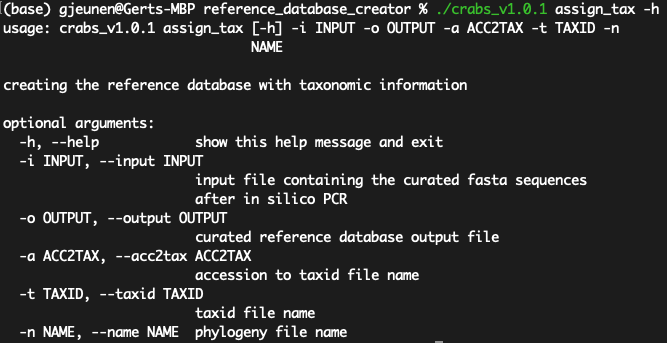 (base) gjeunen@Gerts-MBP reference_database_creator % ./crabs_v1.0.1 assign_tax -h
usage: crabs_v1.0.1 assign_tax [-h] -i INPUT -o OUTPUT -a ACC2TAX -t TAXID -n
NAME
creating the reference database with taxonomic information
optional arguments:
-h, --help show this help message and exit
-i INPUT, --input INPUT
input file containing the curated fasta sequences
after in silico PCR
-o OUTPUT, --output OUTPUT
curated reference database output file
-a ACC2TAX, --acc2tax ACC2TAX
accession to taxid file name
-t TAXID, --taxid TAXID
taxid file name
-n NAME, --name NAME phylogeny file name